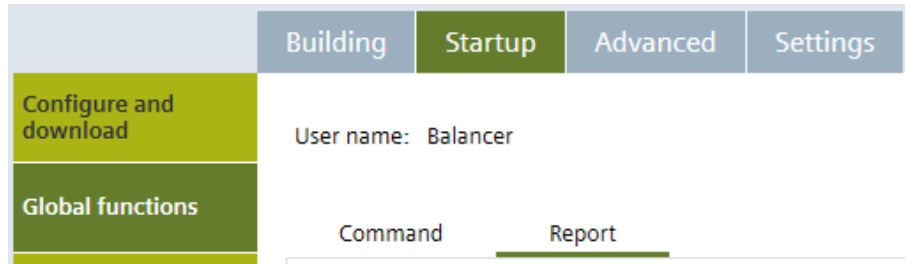 Building Startup Advanced Settings
Configure and
download
User name: Balancer
Global functions
Command Report